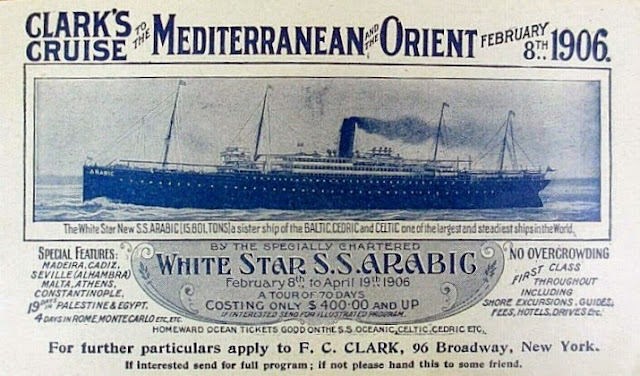 CLARK'S CRUISE TO THE MEDITERRANEAN AND THE ORIENT FEBRUARY 8TH 1906.
ARABIC
The White Star New S.S. ARABIC (15,801, TONS) a sister ship of the BALTIC, CEDRIC and CELTIC one of the largest and steadiest ships in the World.
SPECIAL FEATURES:
MADEIRA, CADIZ,
SEVILLE (ALHAMBRA)
MALTA, ATHENS,
CONSTANTINOPLE,
19 DAYS IN PALESTINE & EGYPT,
4 DAYS IN ROME, MONTE CARLO ETC, ETC.
BY THE SPECIALLY CHARTERED
WHITE STAR S.S. ARABIC
February 8th to April 19th 1906
A TOUR OF 70 DAYS
COSTING ONLY $400.00 AND UP
IF INTERESTED SEND FOR ILLUSTRATED PROGRAM.
NO OVERCROWDING
FIRST CLASS
THROUGHOUT
INCLUDING
SHORE EXCURSIONS, GUIDES,
FEES, HOTELS, DRIVES ETC.
HOMEWARD OCEAN TICKETS GOOD ON THE S.S. OCEANIC, CELTIC, CEDRIC ETC.
For further particulars apply to F. C. CLARK, 96 Broadway, New York.
If interested send for full program; if not please hand this to some friend.